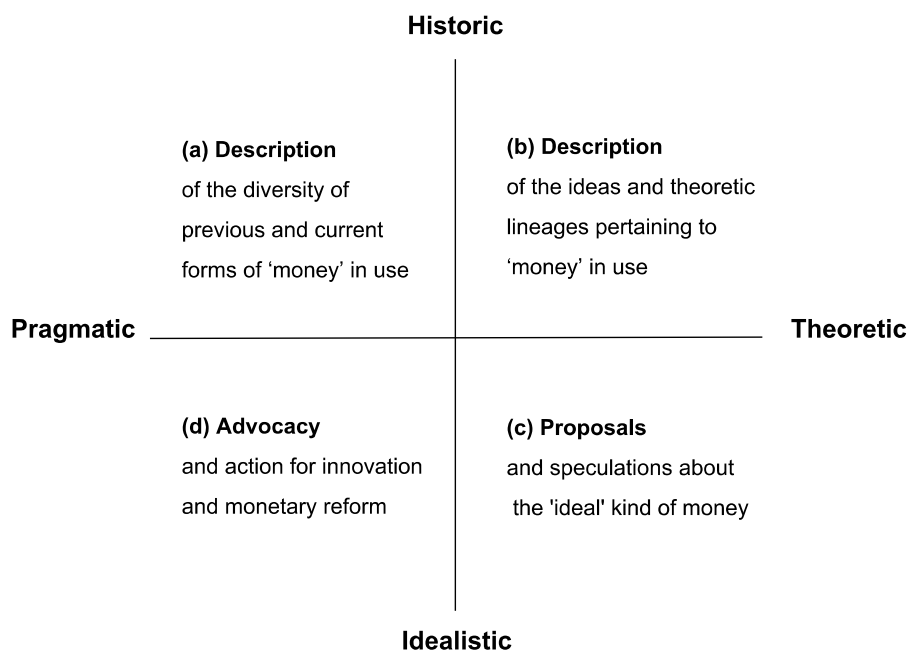 Historic
(a) Description
of the diversity of
previous and current
forms of ‘money’ in use
(b) Description
of the ideas and theoretic
lineages pertaining to
‘money’ in use
Pragmatic
Theoretic
(d) Advocacy
and action for innovation
and monetary reform
(c) Proposals
and speculations about
the 'ideal' kind of money
Idealistic